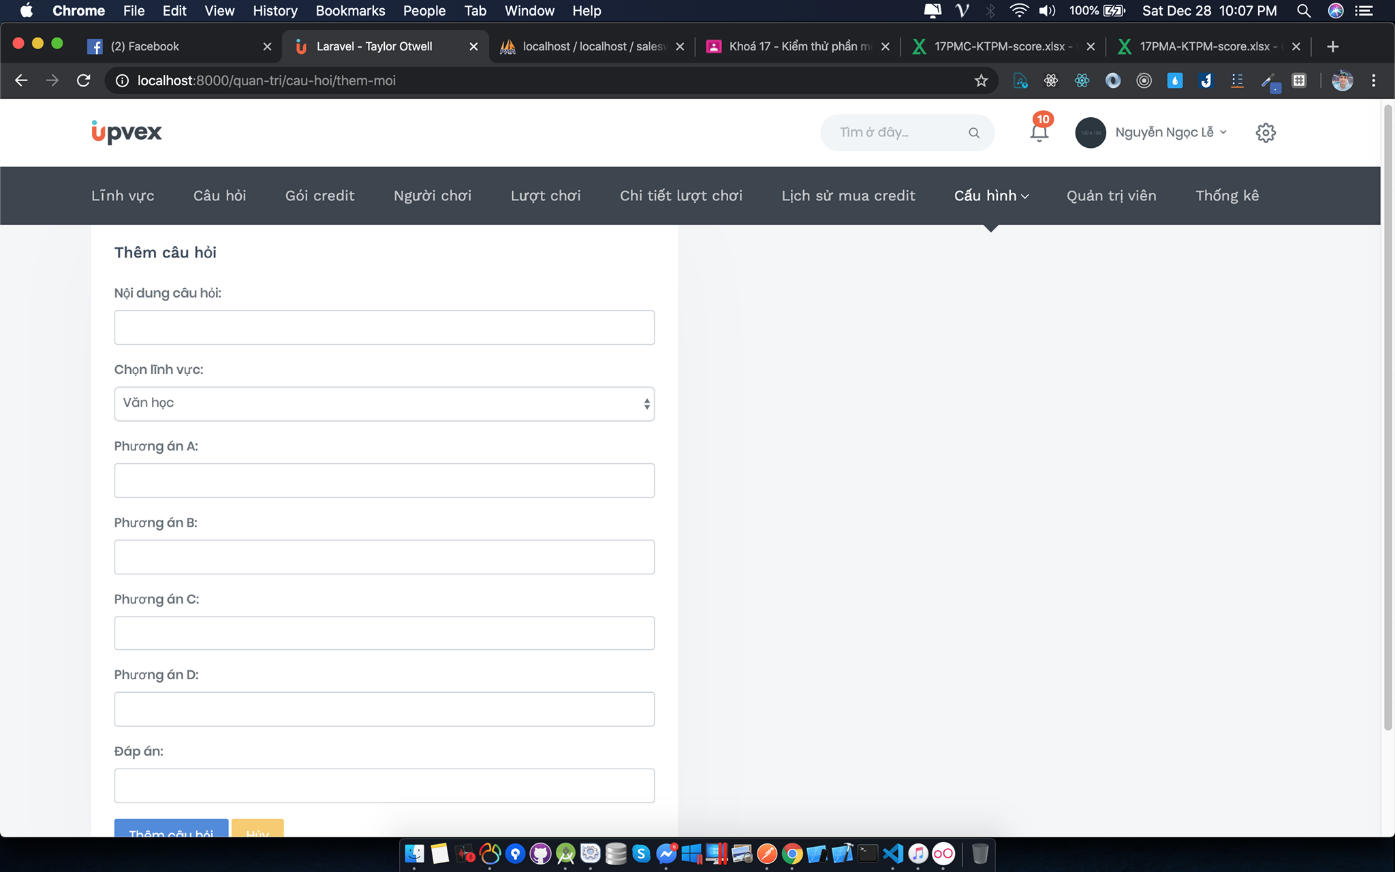 Chrome File Edit View History Bookmarks People Tab Window Help 100% Sat Dec 28 10:07 PM
(2) Facebook
Laravel - Taylor Otwell
localhost / localhost / sales
Khoá 17 - Kiểm thử phần m
17PMC-KTPM-score.xlsx -
17PMA-KTPM-score.xlsx -
localhost:8000/quan-tri/cau-hoi/them-moi
upvex
Tìm ở đây...
10
Nguyễn Ngọc Lễ
Lĩnh vực Câu hỏi Gói credit Người chơi Lượt chơi Chi tiết lượt chơi Lịch sử mua credit Cấu hình Quản trị viên Thống kê
Thêm câu hỏi
Nội dung câu hỏi:
Chọn lĩnh vực:
Văn học
Phương án A:
Phương án B:
Phương án C:
Phương án D:
Đáp án:
Thêm câu hỏi Hủy